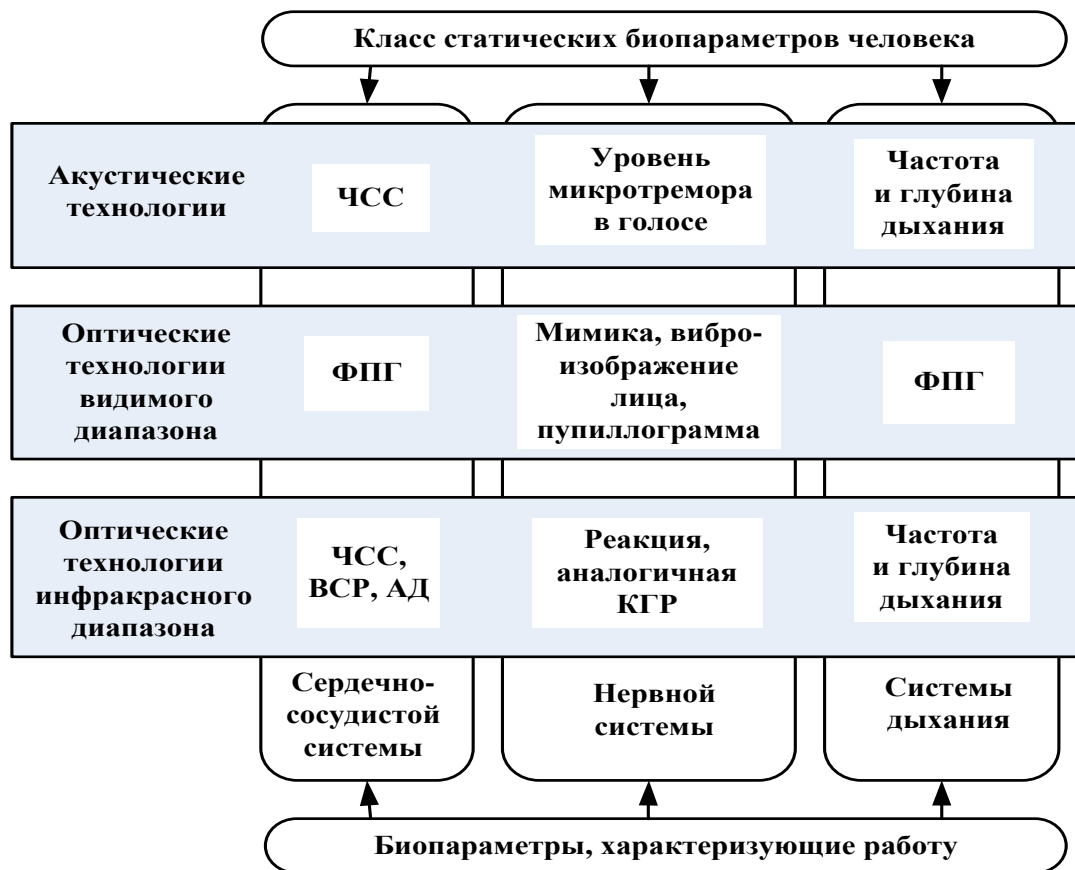 Класс статических биопараметров человека
Акустические
технологии
ЧСС
Уровень
микротремора
в голосе
Частота
и глубина
дыхания
Оптические
технологии
видимого
диапазона
ФПГ
Мимика, вибро-
изображение
лица,
пупиллограмма
ФПГ
Оптические
технологии
инфракрасного
диапазона
ЧСС,
ВСР, АД
Реакция,
аналогичная
КГР
Частота
и глубина
дыхания
Сердечно-
сосудистой
системы
Нервной
системы
Системы
дыхания
Биопараметры, характеризующие работу